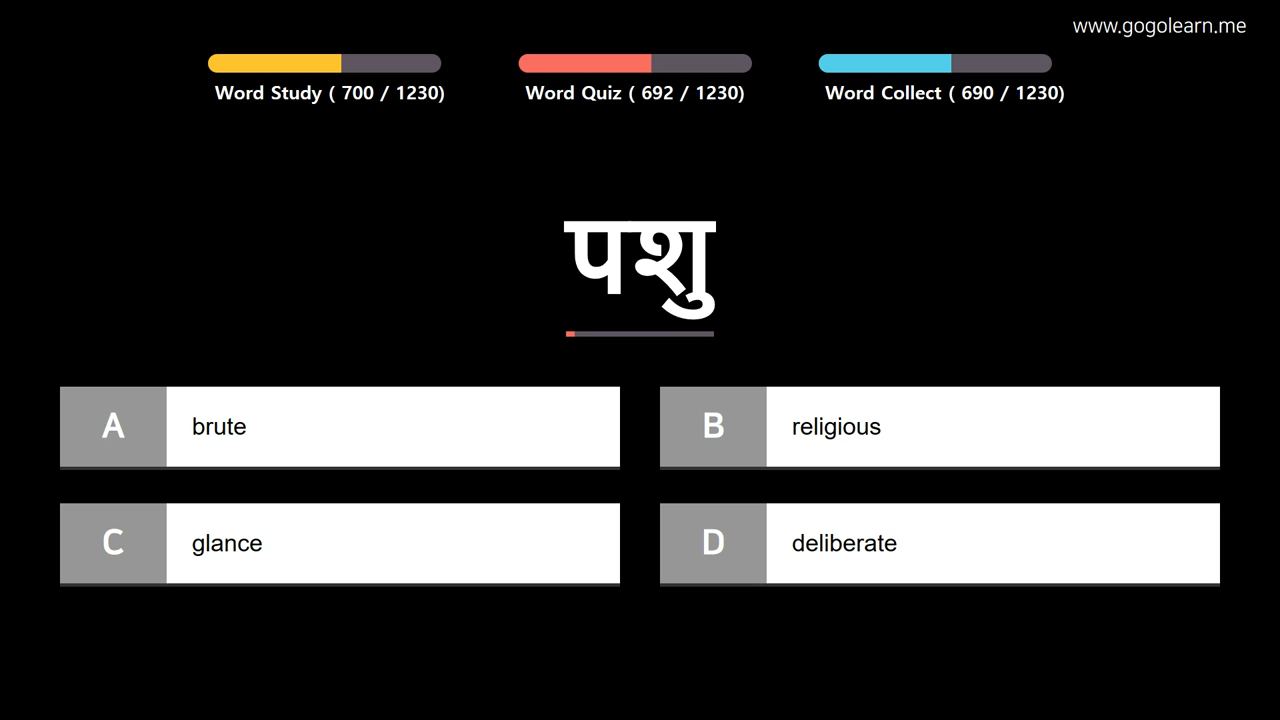 www.gogolearn.me
Word Study ( 700 / 1230)
Word Quiz ( 692 / 1230)
Word Collect ( 690 / 1230)
पशु
A brute
B religious
C glance
D deliberate